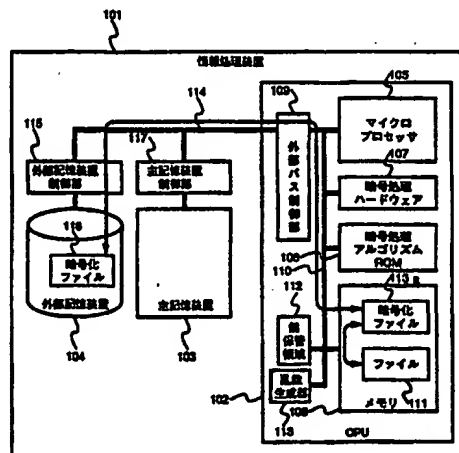 101
情報処理装置
105
109
114
マイクロ
プロセッサ
115
117
外部バス制御部
107
外部記憶装置
制御部
主記憶装置
制御部
暗号処理
ハードウェア
116
暗号化
ファイル
暗号処理
アルゴリズム
ROM
110
112
鍵
保管
領域
暗号化
ファイル
外部記憶装置
主記憶装置
104
103
ファイル
乱数
生成部
102
メモリ
111
113
CPU